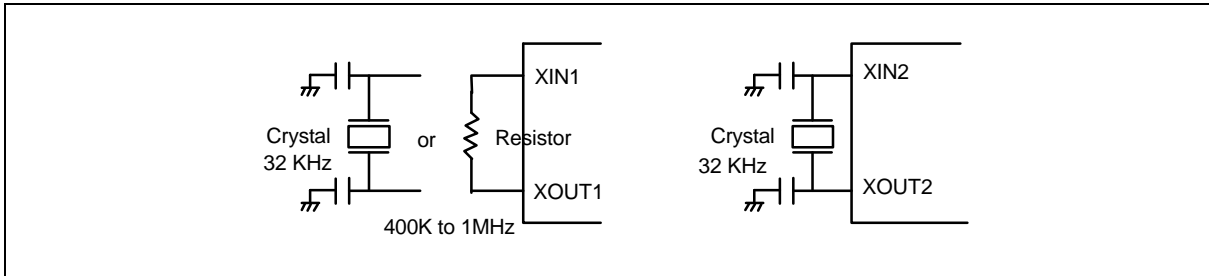 XIN1
Crystal
32 KHz
or
Resistor
XOUT1
400K to 1MHz
XIN2
Crystal
32 KHz
XOUT2